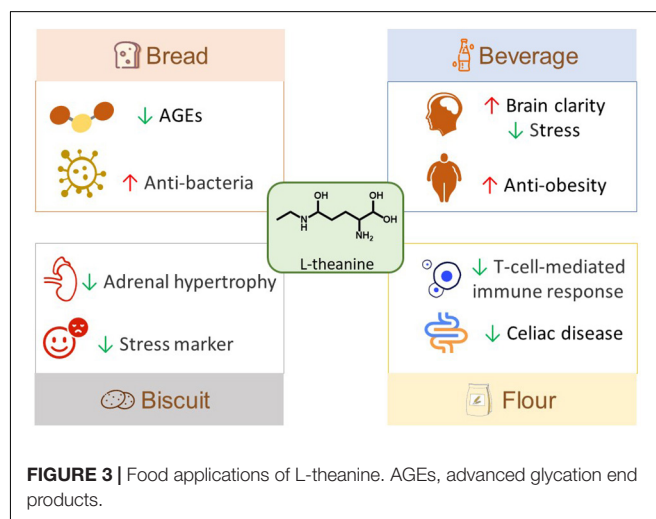 Bread
↓ AGEs
↑ Anti-bacteria
Beverage
↑ Brain clarity
↓ Stress
↑ Anti-obesity
OH
OH
OH
N
H
NH₂
L-theanine
↓ Adrenal hypertrophy
↓ Stress marker
Biscuit
↓ T-cell-mediated
immune response
↓ Celiac disease
Flour
FIGURE 3 | Food applications of L-theanine. AGEs, advanced glycation end
products.